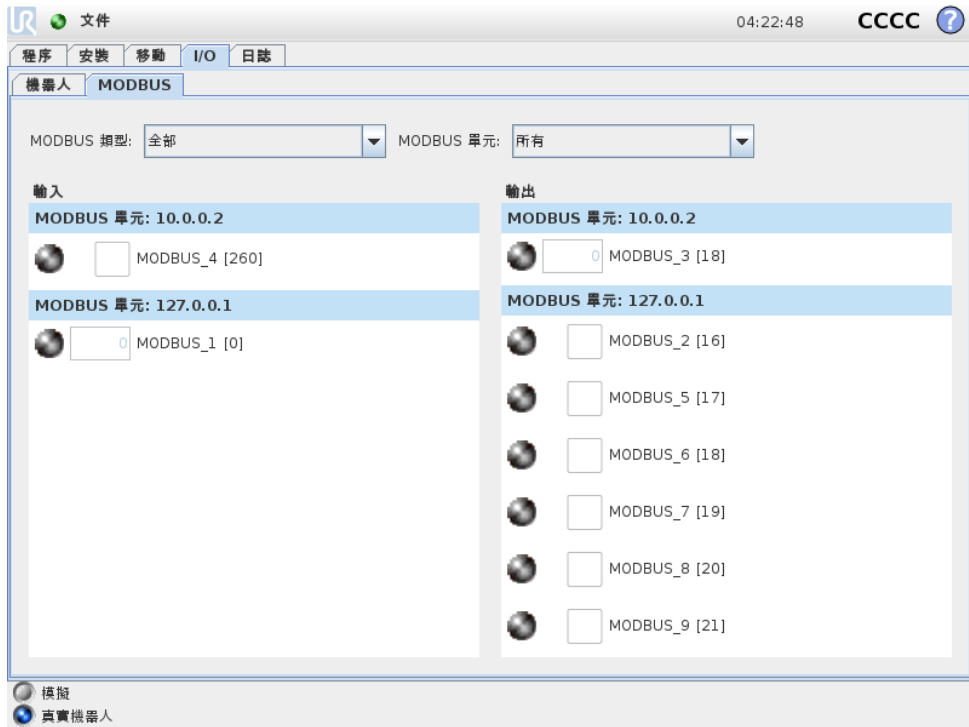 UR 文件 04:22:48 CCCC ?
程序 安裝 移動 I/O 日誌
機器人 MODBUS
MODBUS 類型: 全部 MODBUS 單元: 所有
輸入
MODBUS 單元: 10.0.0.2
MODBUS_4 [260]
MODBUS 單元: 127.0.0.1
0 MODBUS_1 [0]
輸出
MODBUS 單元: 10.0.0.2
0 MODBUS_3 [18]
MODBUS 單元: 127.0.0.1
MODBUS_2 [16]
MODBUS_5 [17]
MODBUS_6 [18]
MODBUS_7 [19]
MODBUS_8 [20]
MODBUS_9 [21]
模擬
真實機器人